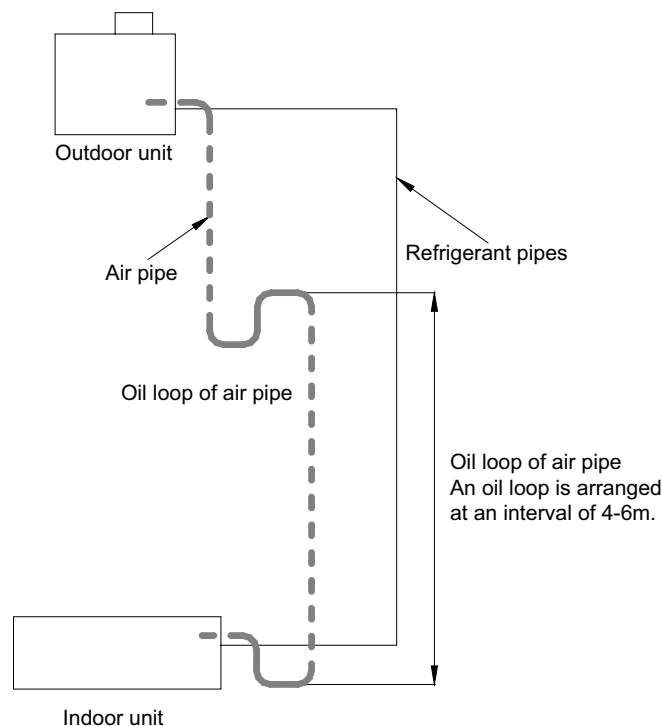 Outdoor unit
Air pipe
Refrigerant pipes
Oil loop of air pipe
Oil loop of air pipe
An oil loop is arranged
at an interval of 4-6m.
Indoor unit